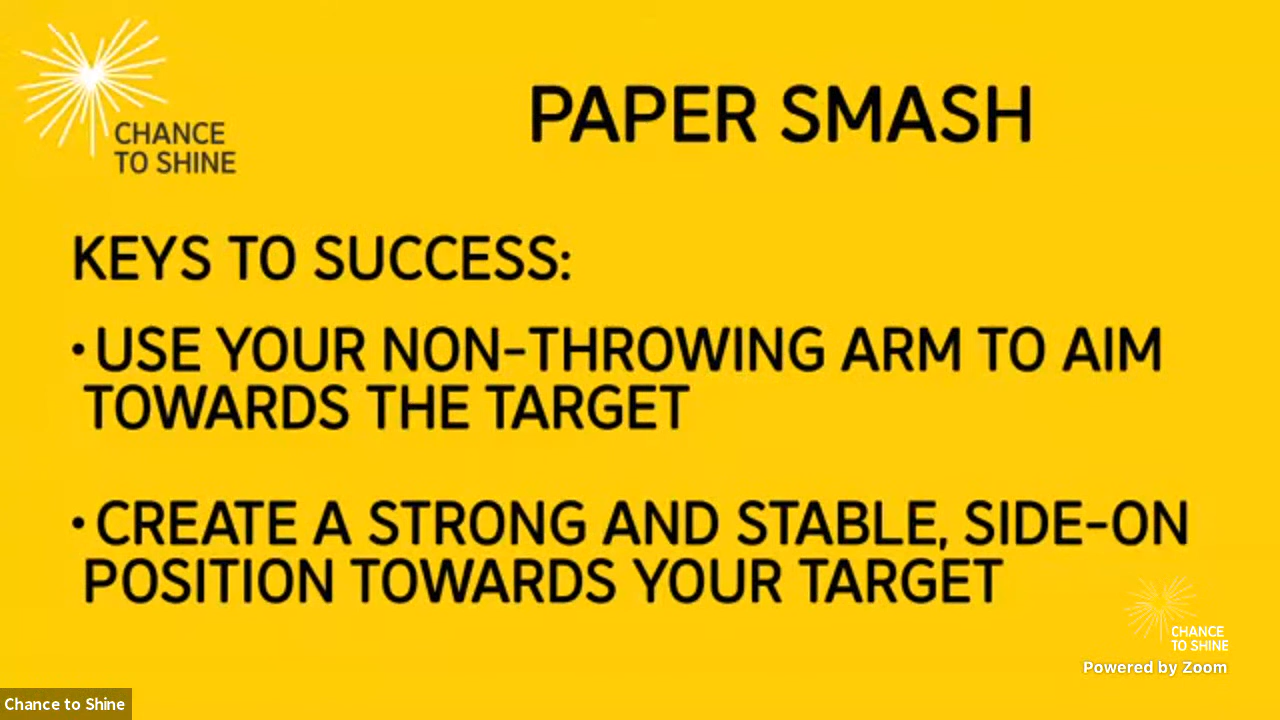 CHANCE
TO SHINE
PAPER SMASH
KEYS TO SUCCESS:
• USE YOUR NON-THROWING ARM TO AIM
TOWARDS THE TARGET
• CREATE A STRONG AND STABLE, SIDE-ON
POSITION TOWARDS YOUR TARGET
CHANCE
TO SHINE
Powered by Zoom
Chance to Shine